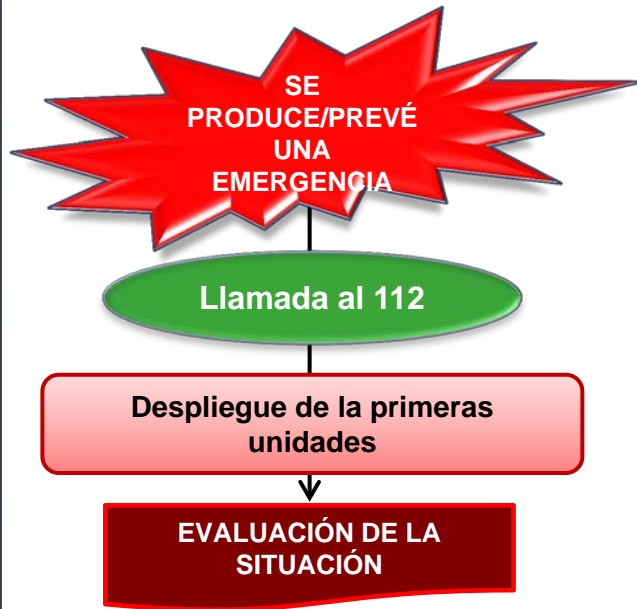 SE
PRODUCE/PREVÉ
UNA
EMERGENCIA
Llamada al 112
Despliegue de la primeras
unidades
EVALUACIÓN DE LA
SITUACIÓN